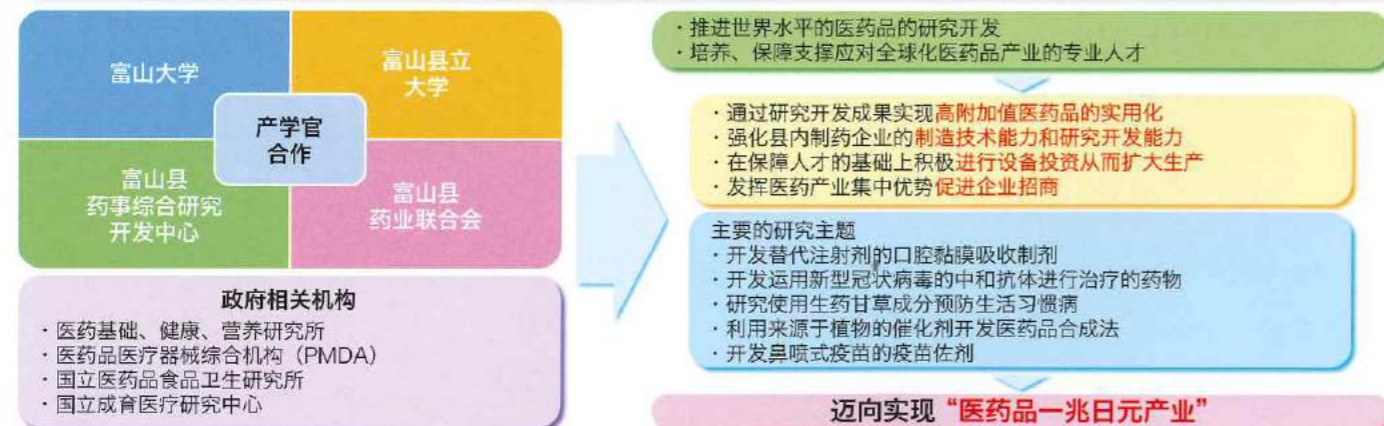 富山大学
富山县立
大学
产学官
合作
富山县
药事综合研究
开发中心
富山县
药业联合会
政府相关机构
·医药基础、健康、营养研究所
·医药品医疗器械综合机构（PMDA）
·国立医药品食品卫生研究所
·国立成育医疗研究中心
·推进世界水平的医药品的研究开发
·培养、保障支撑应对全球化医药品产业的专业人才
·通过研究开发成果实现高附加值医药品的实用化
·强化县内制药企业的制造技术能力和研究开发能力
·在保障人才的基础上积极进行设备投资从而扩大生产
·发挥医药产业集中优势促进企业招商
主要的研究主题
·开发替代注射剂的口腔黏膜吸收制剂
·开发运用新型冠状病毒的中和抗体进行治疗的药物
·研究使用生药甘草成分预防生活习惯病
·利用来源于植物的催化剂开发医药品合成法
·开发鼻喷式疫苗的疫苗佐剂
迈向实现“医药品一兆日元产业”